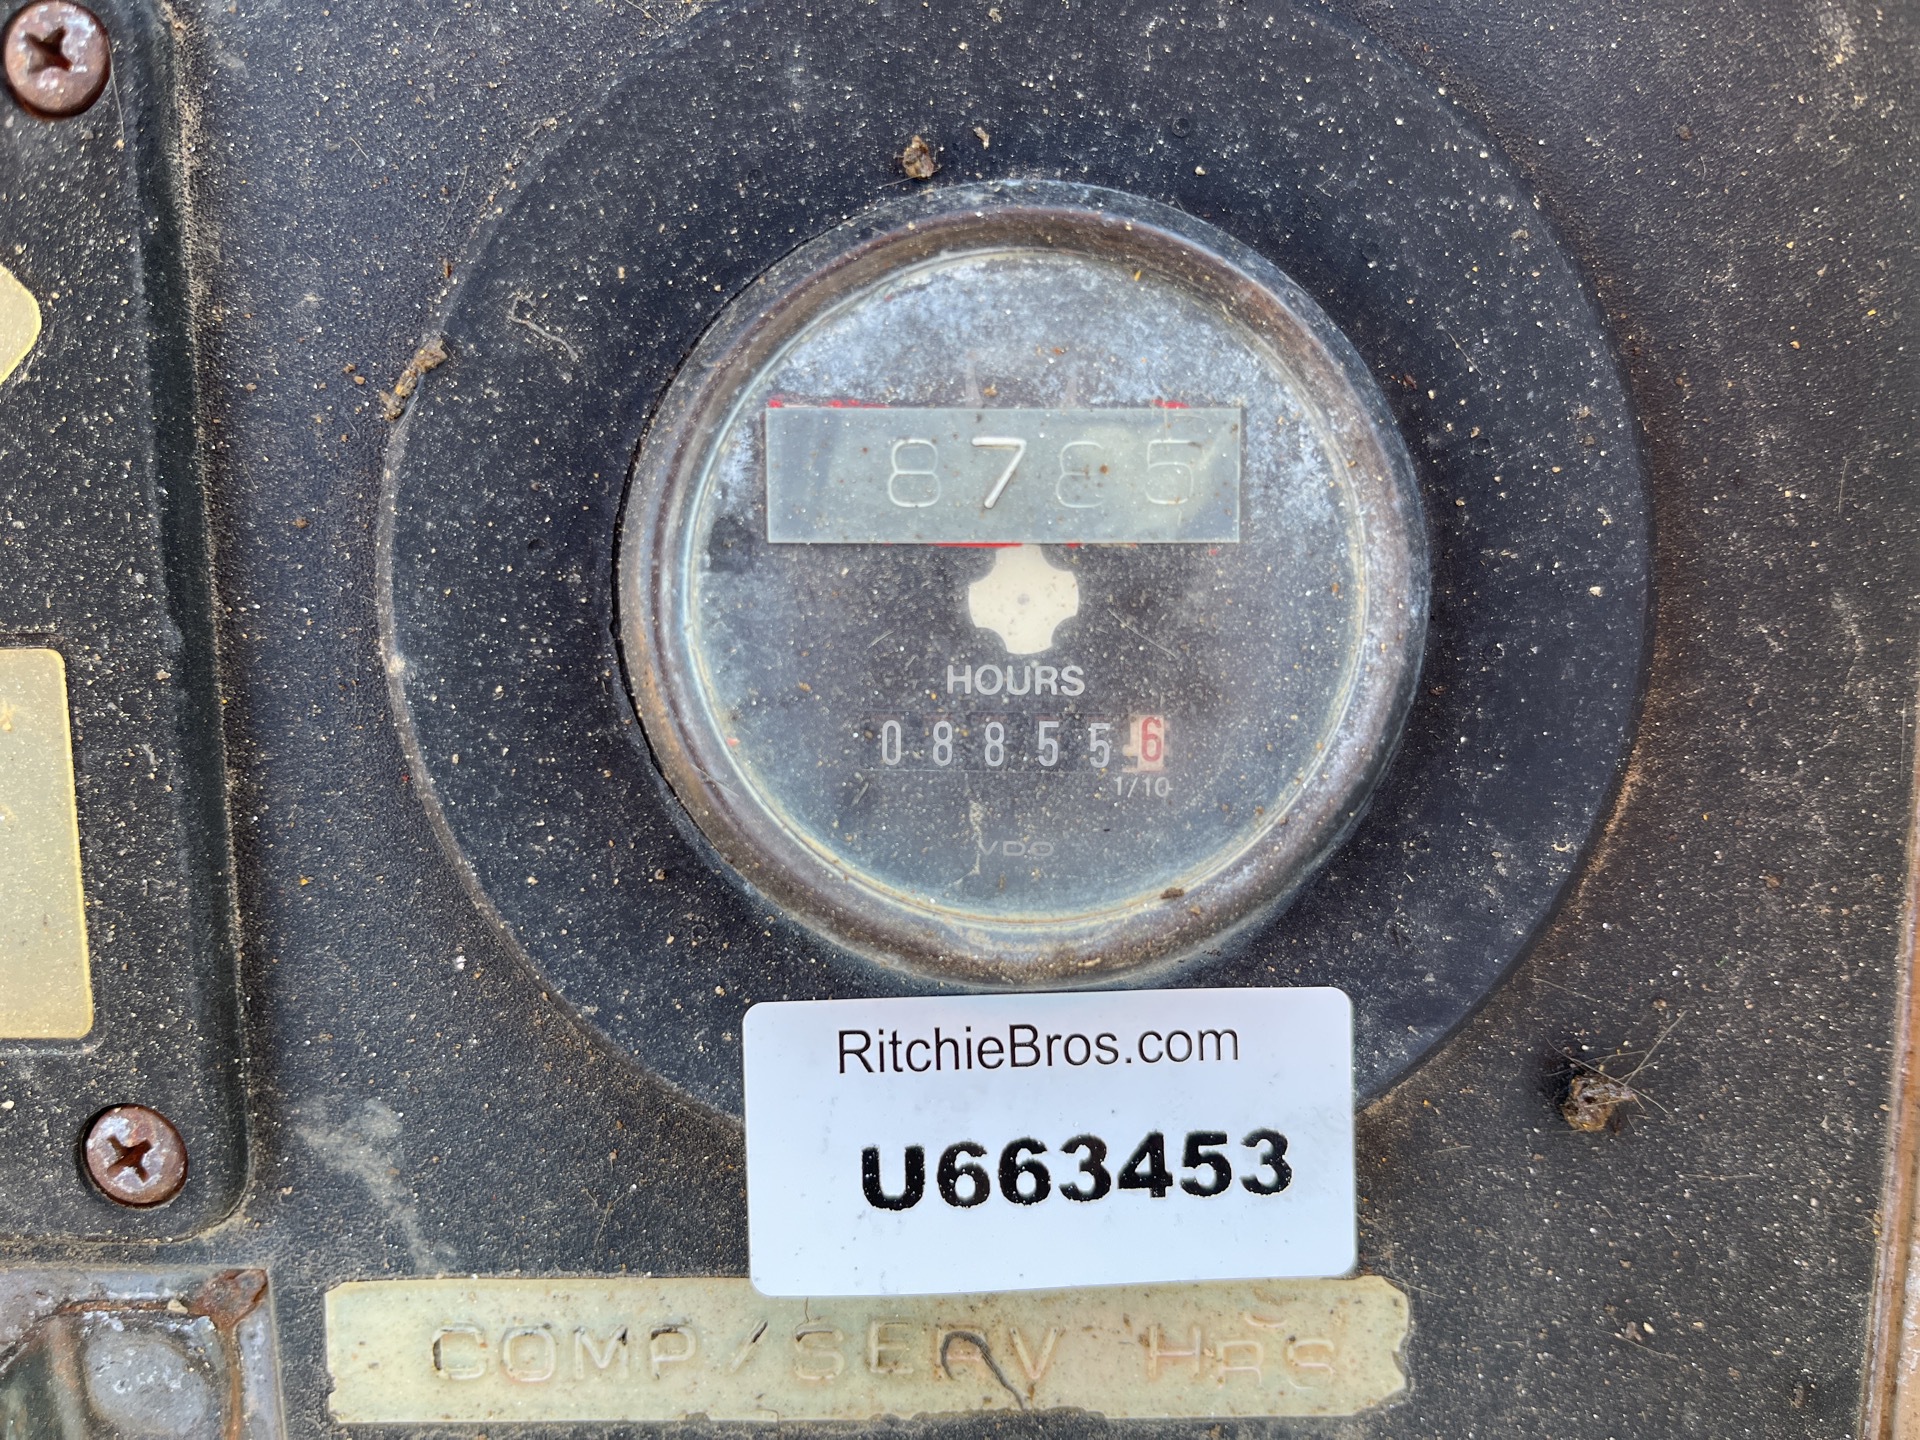 8785
HOURS
088556
1/10
VDO
RitchieBros.com
U663453
COMP/SERV HRS